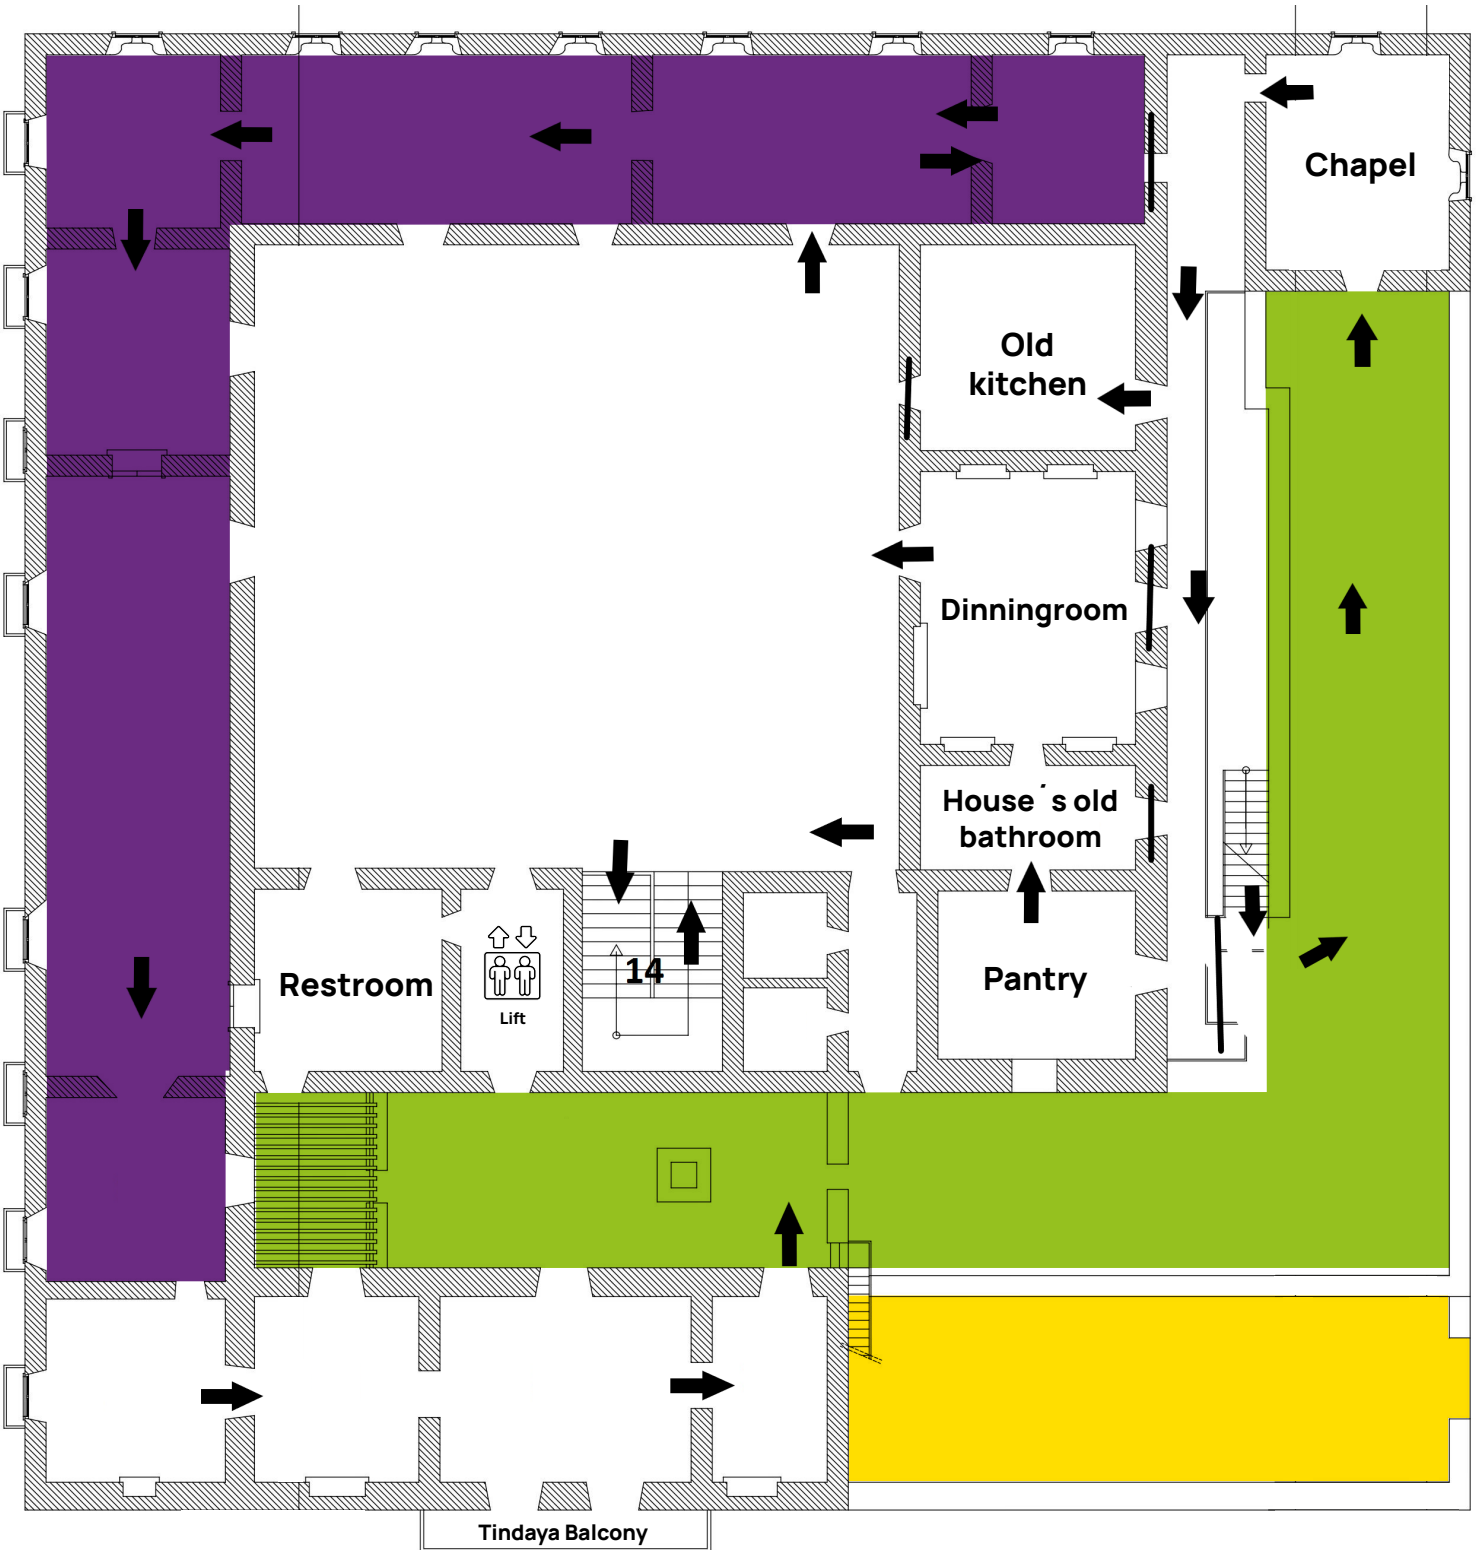 Chapel
Old
kitchen
Dinningroom
House´s old
bathroom
Pantry
Restroom
Lift
14
Tindaya Balcony